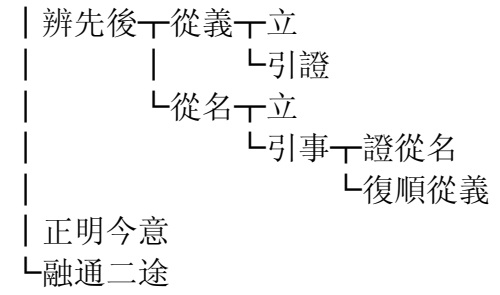 ｜辨先後┬從義┬立
｜　　　｜　　└引證
｜　　　└從名┬立
｜　　　　　　└引事┬證從名
｜　　　　　　　　　└復順從義
｜正明今意
└融通二途